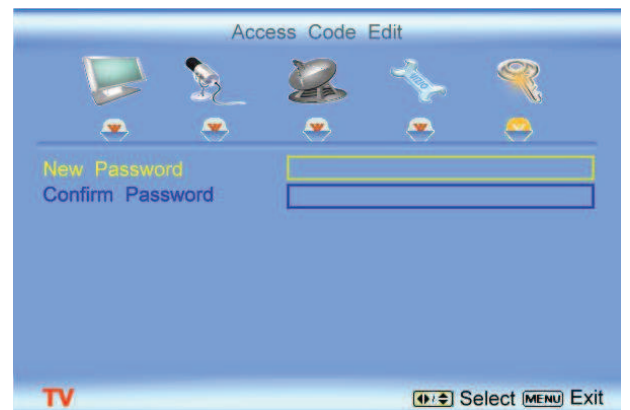 Access Code Edit
New Password
Confirm Password
TV
Select MENU Exit